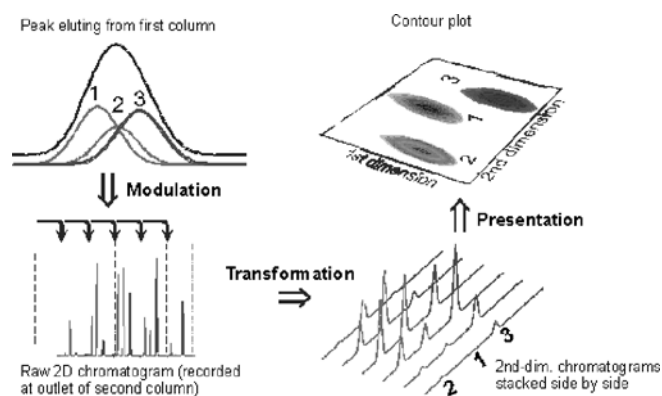 Peak eluting from first column
1
2
3
Modulation
Raw 2D chromatogram (recorded
at outlet of second column)
Transformation
2nd-dim. chromatograms
stacked side by side
2
1
3
Presentation
Contour plot
3
1
2
1st dimension
2nd dimension